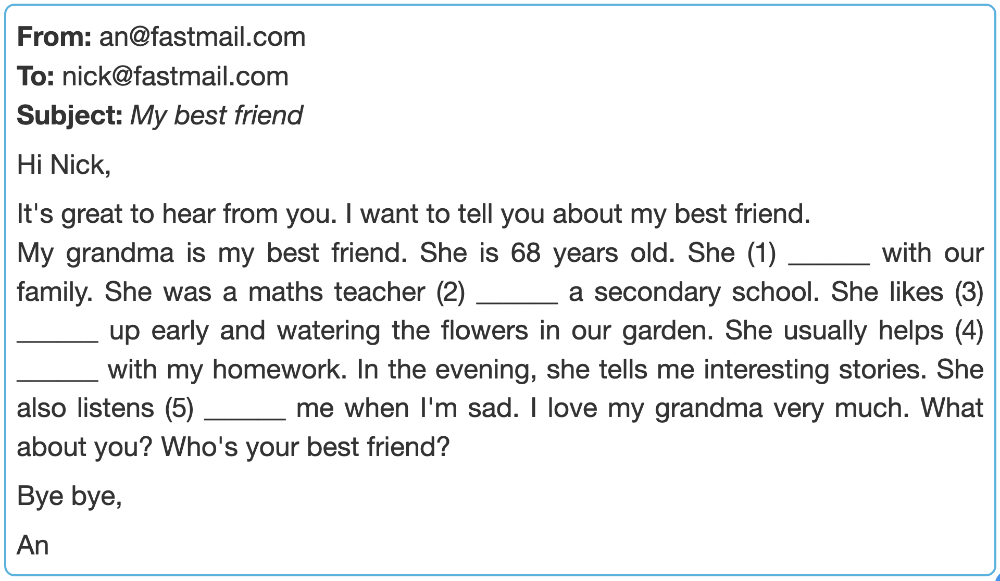 From: an@fastmail.com
To: nick@fastmail.com
Subject: My best friend
Hi Nick,
It's great to hear from you. I want to tell you about my best friend.
My grandma is my best friend. She is 68 years old. She (1) ______ with our
family. She was a maths teacher (2) ______ a secondary school. She likes (3)
______ up early and watering the flowers in our garden. She usually helps (4)
______ with my homework. In the evening, she tells me interesting stories. She
also listens (5) ______ me when I'm sad. I love my grandma very much. What
about you? Who's your best friend?
Bye bye,
An